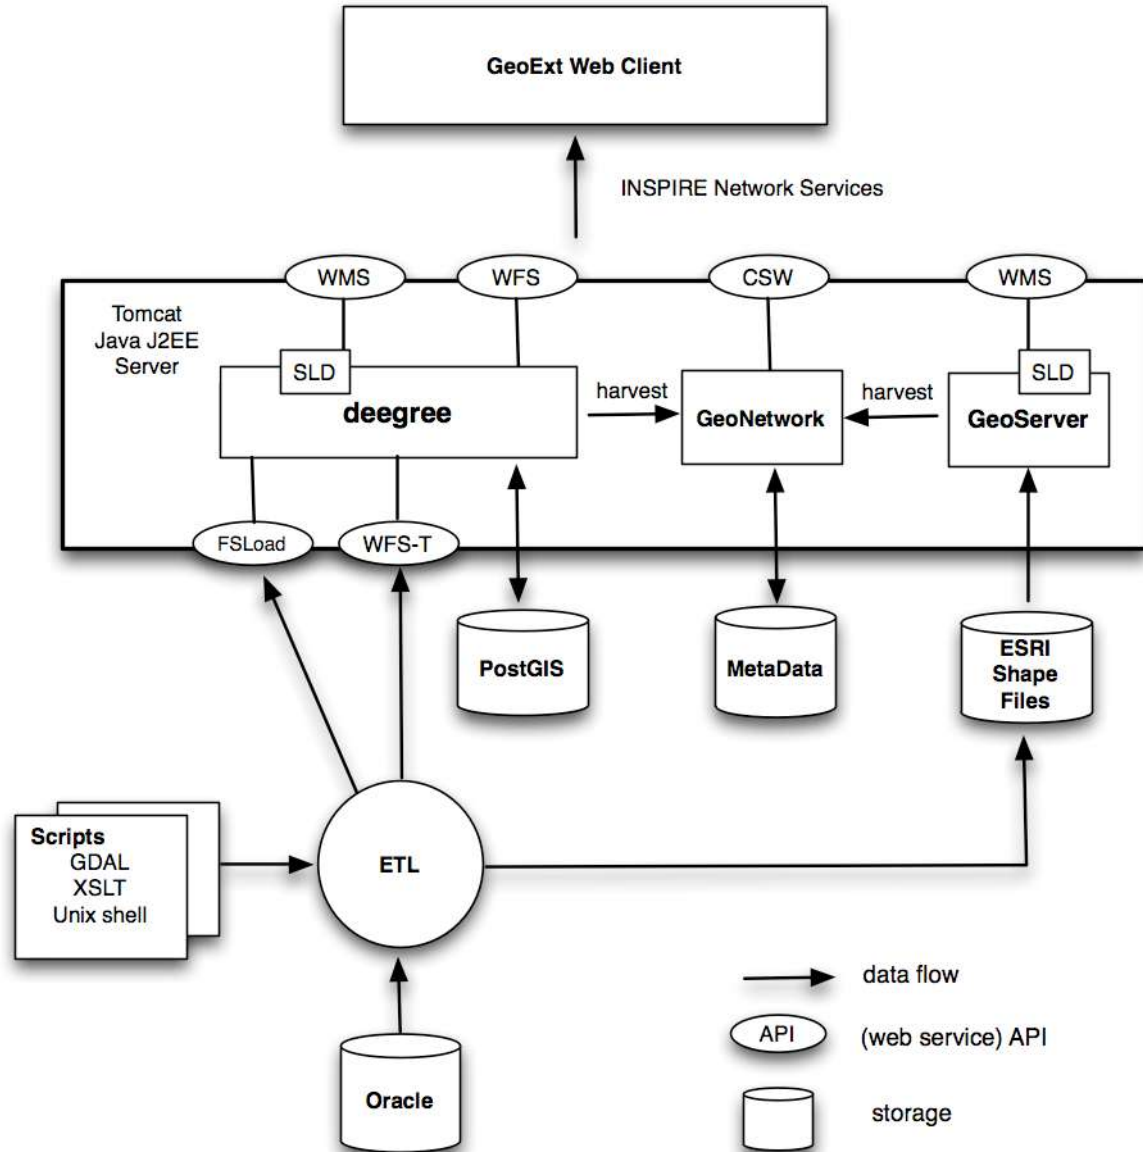 GeoExt Web Client
INSPIRE Network Services
WMS
WFS
CSW
WMS
Tomcat
Java J2EE
Server
SLD
deegree
harvest
GeoNetwork
harvest
SLD
GeoServer
FSLoad
WFS-T
PostGIS
MetaData
ESRI
Shape
Files
Scripts
GDAL
XSLT
Unix shell
ETL
Oracle
data flow
API
(web service) API
storage